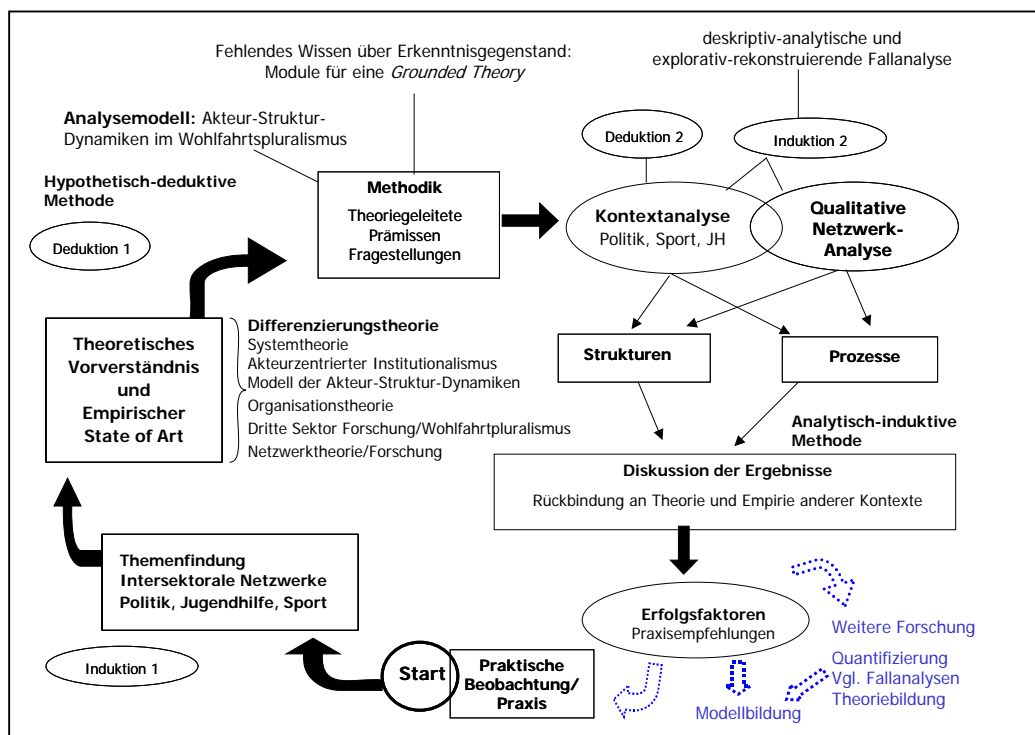 Fehlendes Wissen über Erkenntnisgegenstand:
Module für eine Grounded Theory
deskriptiv-analytische und
explorativ-rekonstruierende Fallanalyse
Analysemodell: Akteur-Struktur-
Dynamiken im Wohlfahrtspluralismus
Deduktion 2
Induktion 2
Hypothetisch-deduktive
Methode
Deduktion 1
Methodik
Theoriegeleitete
Prämissen
Fragestellungen
Kontextanalyse
Politik, Sport, JH
Qualitative
Netzwerk-
Analyse
Theoretisches
Vorverständnis
und
Empirischer
State of Art
Differenzierungstheorie
Systemtheorie
Akteurzentrierter Institutionalismus
Modell der Akteur-Struktur-Dynamiken
Organisationstheorie
Dritte Sektor Forschung/Wohlfahrtpluralismus
Netzwerktheorie/Forschung
Strukturen
Prozesse
Analytisch-induktive
Methode
Diskussion der Ergebnisse
Rückbindung an Theorie und Empirie anderer Kontexte
Themenfindung
Intersektorale Netzwerke
Politik, Jugendhilfe, Sport
Induktion 1
Start
Praktische
Beobachtung/
Praxis
Erfolgsfaktoren
Praxisempfehlungen
Weitere Forschung
Quantifizierung
Vgl. Fallanalysen
Theoriebildung
Modellbildung